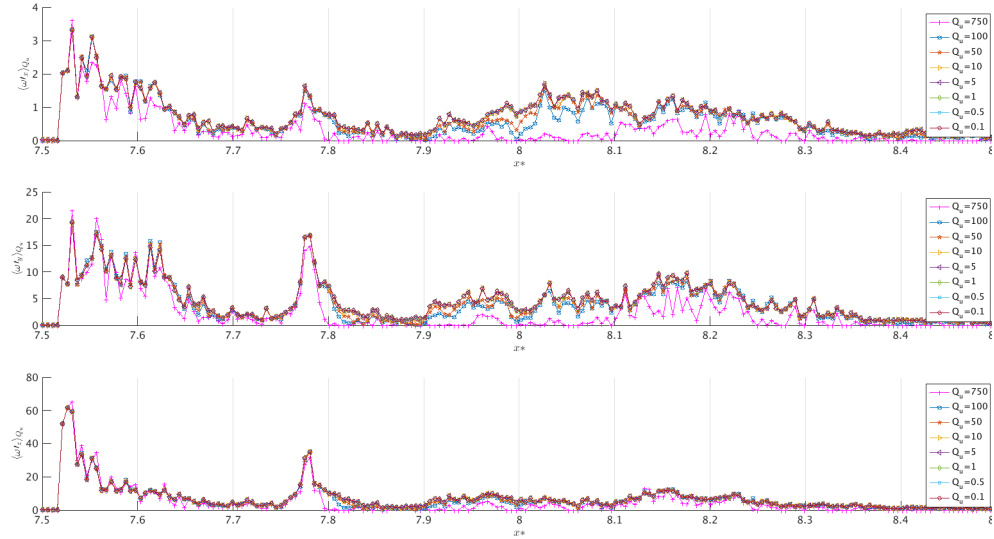 4
3
2
1
0
⟨ω′x⟩Qu
7.5 7.6 7.7 7.8 7.9 8 8.1 8.2 8.3 8.4 8.
x*
Q_u=750
Q_u=100
Q_u=50
Q_u=10
Q_u=5
Q_u=1
Q_u=0.5
Q_u=0.1
25
20
15
10
5
0
⟨ω′y⟩Qu
7.5 7.6 7.7 7.8 7.9 8 8.1 8.2 8.3 8.4 8.
x*
Q_u=750
Q_u=100
Q_u=50
Q_u=10
Q_u=5
Q_u=1
Q_u=0.5
Q_u=0.1
80
60
40
20
0
⟨ω′z⟩Qu
7.5 7.6 7.7 7.8 7.9 8 8.1 8.2 8.3 8.4 8.
x*
Q_u=750
Q_u=100
Q_u=50
Q_u=10
Q_u=5
Q_u=1
Q_u=0.5
Q_u=0.1